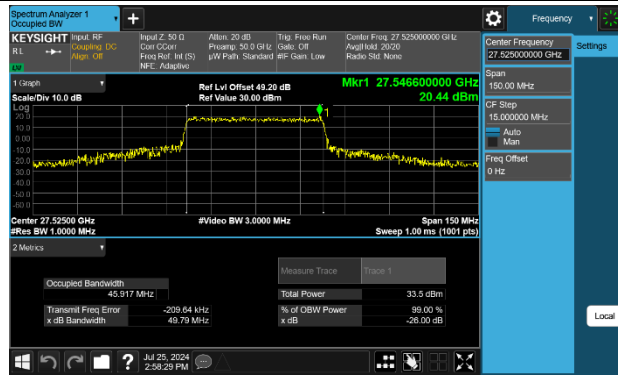 Spectrum Analyzer 1
Occupied BW
+
Frequency
KEYSIGHT
RL
Input: RF
Coupling: DC
Align: Off
Input Z: 50 Ω
Corr CCorr
Freq Ref: Int (S)
NFE: Adaptive
Atten: 20 dB
Preamp: 50.0 GHz
µW Path: Standard
Trig: Free Run
Gate: Off
#IF Gain: Low
Center Freq: 27.525000000 GHz
Avg|Hold: 20/20
Radio Std: None
LW
Center Frequency
27.525000000 GHz
Settings
Span
150.00 MHz
CF Step
15.000000 MHz
Auto
Man
Freq Offset
0 Hz
Local
1 Graph
Scale/Div 10.0 dB
Ref Lvl Offset 49.20 dB
Ref Value 30.00 dBm
Mkr1 27.546600000 GHz
20.44 dBm
Log
20.0
10.0
0.00
-10.0
-20.0
-30.0
-40.0
-50.0
-60.0
1
Center 27.52500 GHz
#Res BW 1.0000 MHz
#Video BW 3.0000 MHz
Span 150 MHz
Sweep 1.00 ms (1001 pts)
2 Metrics
Measure Trace
Trace 1
Occupied Bandwidth
45.917 MHz
Total Power
33.5 dBm
Transmit Freq Error
-209.64 kHz
% of OBW Power
99.00 %
x dB Bandwidth
49.79 MHz
x dB
-26.00 dB
?
Jul 25, 2024
2:58:29 PM